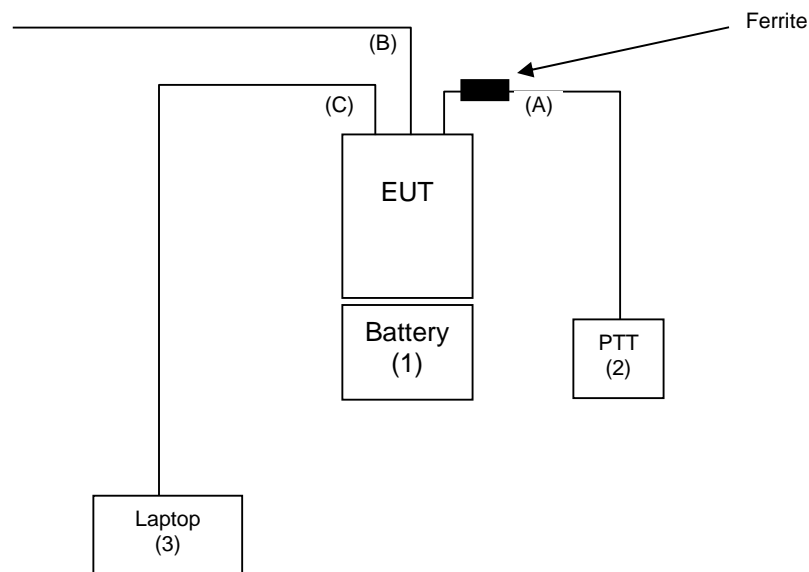 Ferrite
(B)
(C)
(A)
EUT
Battery
(1)
PTT
(2)
Laptop
(3)